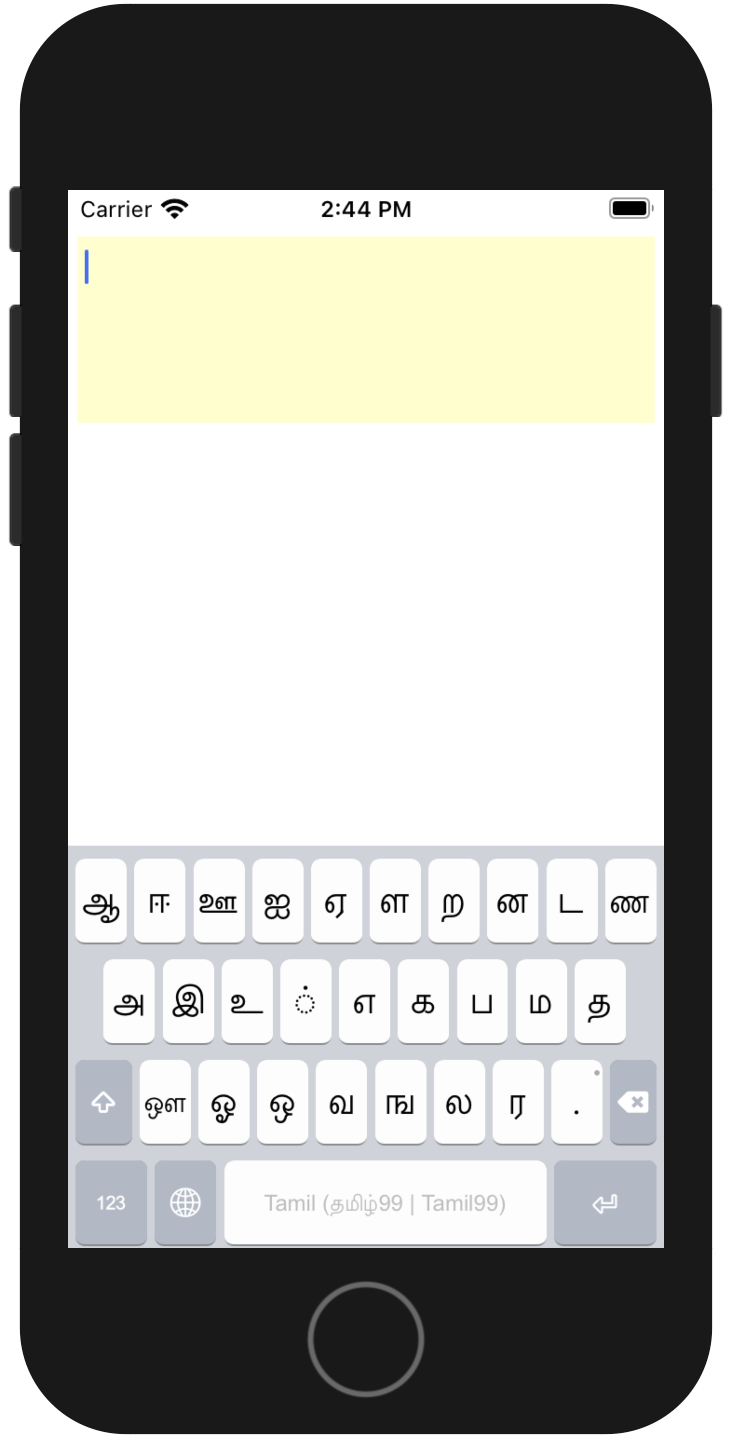 Carrier 2:44 PM
ஆ ஈ ஊ ஐ ஏ ள ற ன ட ண
அ இ உ ் எ க ப ம த
ஔ ஓ ஒ வ ங ல ர .
123 Tamil (தமிழ்99 | Tamil99)